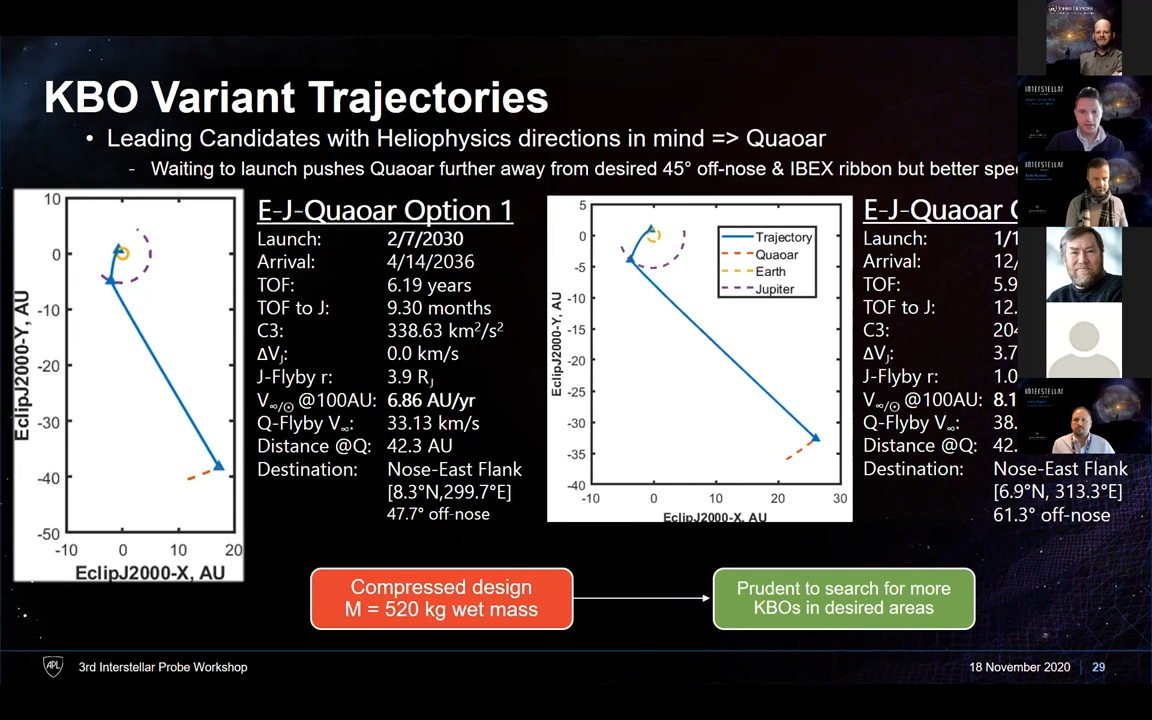 KBO Variant Trajectories
• Leading Candidates with Heliophysics directions in mind => Quaoar
- Waiting to launch pushes Quaoar further away from desired 45° off-nose & IBEX ribbon but better
10
0
-10
-20
-30
-40
-50
-10 0 10 20
EclipJ2000-Y, AU
EclipJ2000-X, AU
E-J-Quaoar Option 1
Launch: 2/7/2030
Arrival: 4/14/2036
TOF: 6.19 years
TOF to J: 9.30 months
C3: 338.63 km²/s²
ΔVJ: 0.0 km/s
J-Flyby r: 3.9 RJ
V∞/⊙ @100AU: 6.86 AU/yr
Q-Flyby V∞: 33.13 km/s
Distance @Q: 42.3 AU
Destination: Nose-East Flank
[8.3°N,299.7°E]
47.7° off-nose
5
0
-5
-10
-15
-20
-25
-30
-35
-40
-10 0 10 20 30
EclipJ2000-Y, AU
EclipJ2000-X, AU
Trajectory
Quaoar
Earth
Jupiter
E-J-Quaoar
Launch: 1/1
Arrival: 12/
TOF: 5.9
TOF to J: 12.
C3: 204
ΔVJ: 3.7
J-Flyby r: 1.0
V∞/⊙ @100AU: 8.1
Q-Flyby V∞: 38.
Distance @Q: 42.
Destination: Nose-East Flank
[6.9°N, 313.3°E]
61.3° off-nose
Compressed design
M = 520 kg wet mass
Prudent to search for more
KBOs in desired areas
APL
3rd Interstellar Probe Workshop
18 November 2020 | 29
INTERSTELLAR
INTERSTELLAR
INTERSTELLAR